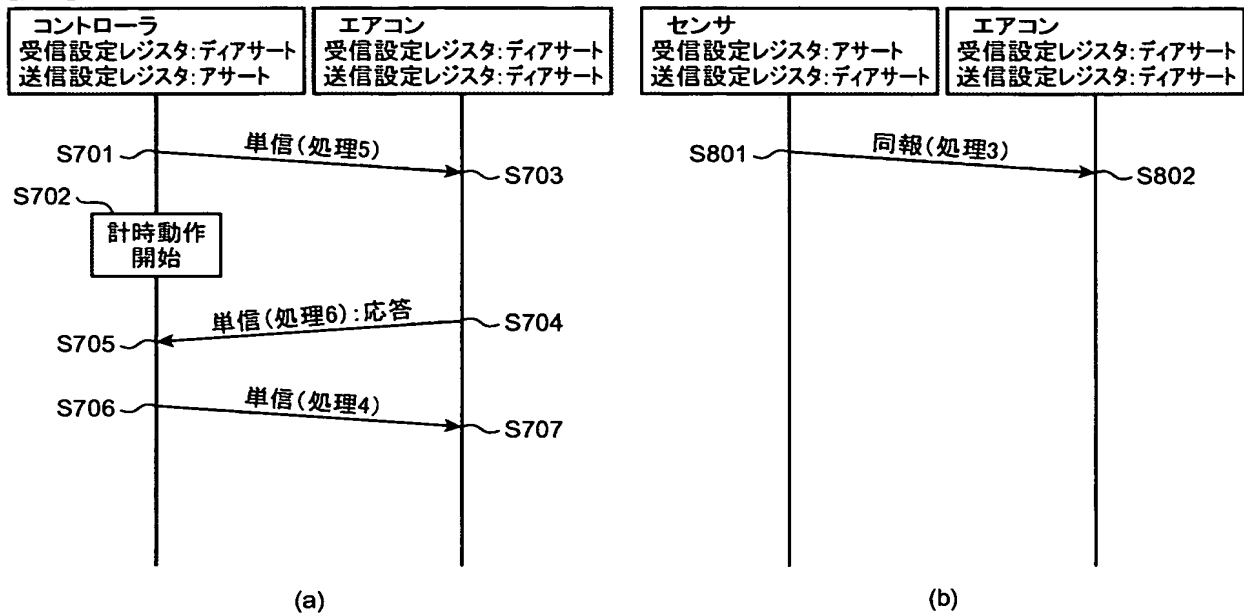 コントローラ
受信設定レジスタ:ディアサート
送信設定レジスタ:アサート
エアコン
受信設定レジスタ:ディアサート
送信設定レジスタ:ディアサート
S701
単信(処理5)
S703
S702
計時動作
開始
単信(処理6):応答
S704
S705
S706
単信(処理4)
S707
(a)
センサ
受信設定レジスタ:アサート
送信設定レジスタ:ディアサート
エアコン
受信設定レジスタ:ディアサート
送信設定レジスタ:ディアサート
S801
同報(処理3)
S802
(b)